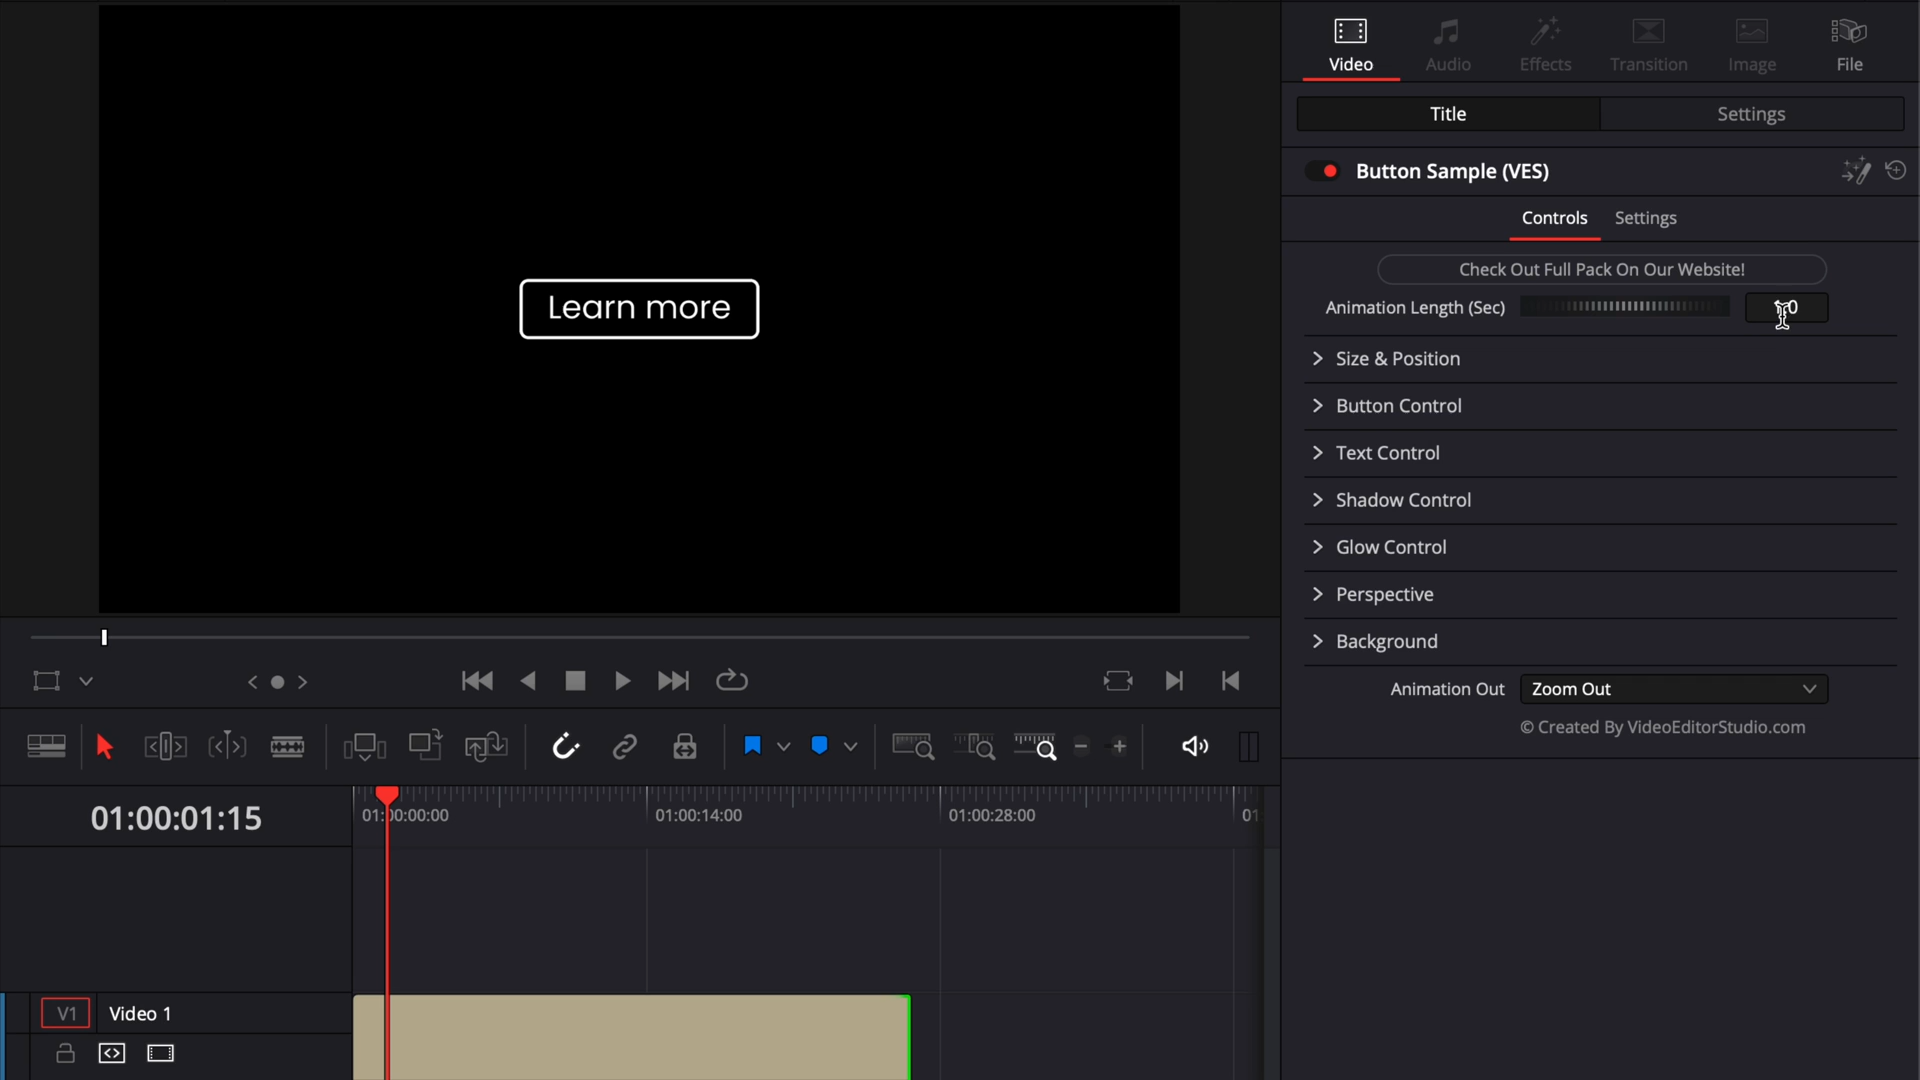 Video
Audio
Effects
Transition
Image
File
Title
Settings
Button Sample (VES)
Controls
Settings
Check Out Full Pack On Our Website!
Animation Length (Sec)
Learn more
Size & Position
Button Control
Text Control
Shadow Control
Glow Control
Perspective
Background
Animation Out
Zoom Out
© Created By VideoEditorStudio.com
01:00:01:15
01:00:00:00
01:00:14:00
01:00:28:00
V1
Video 1